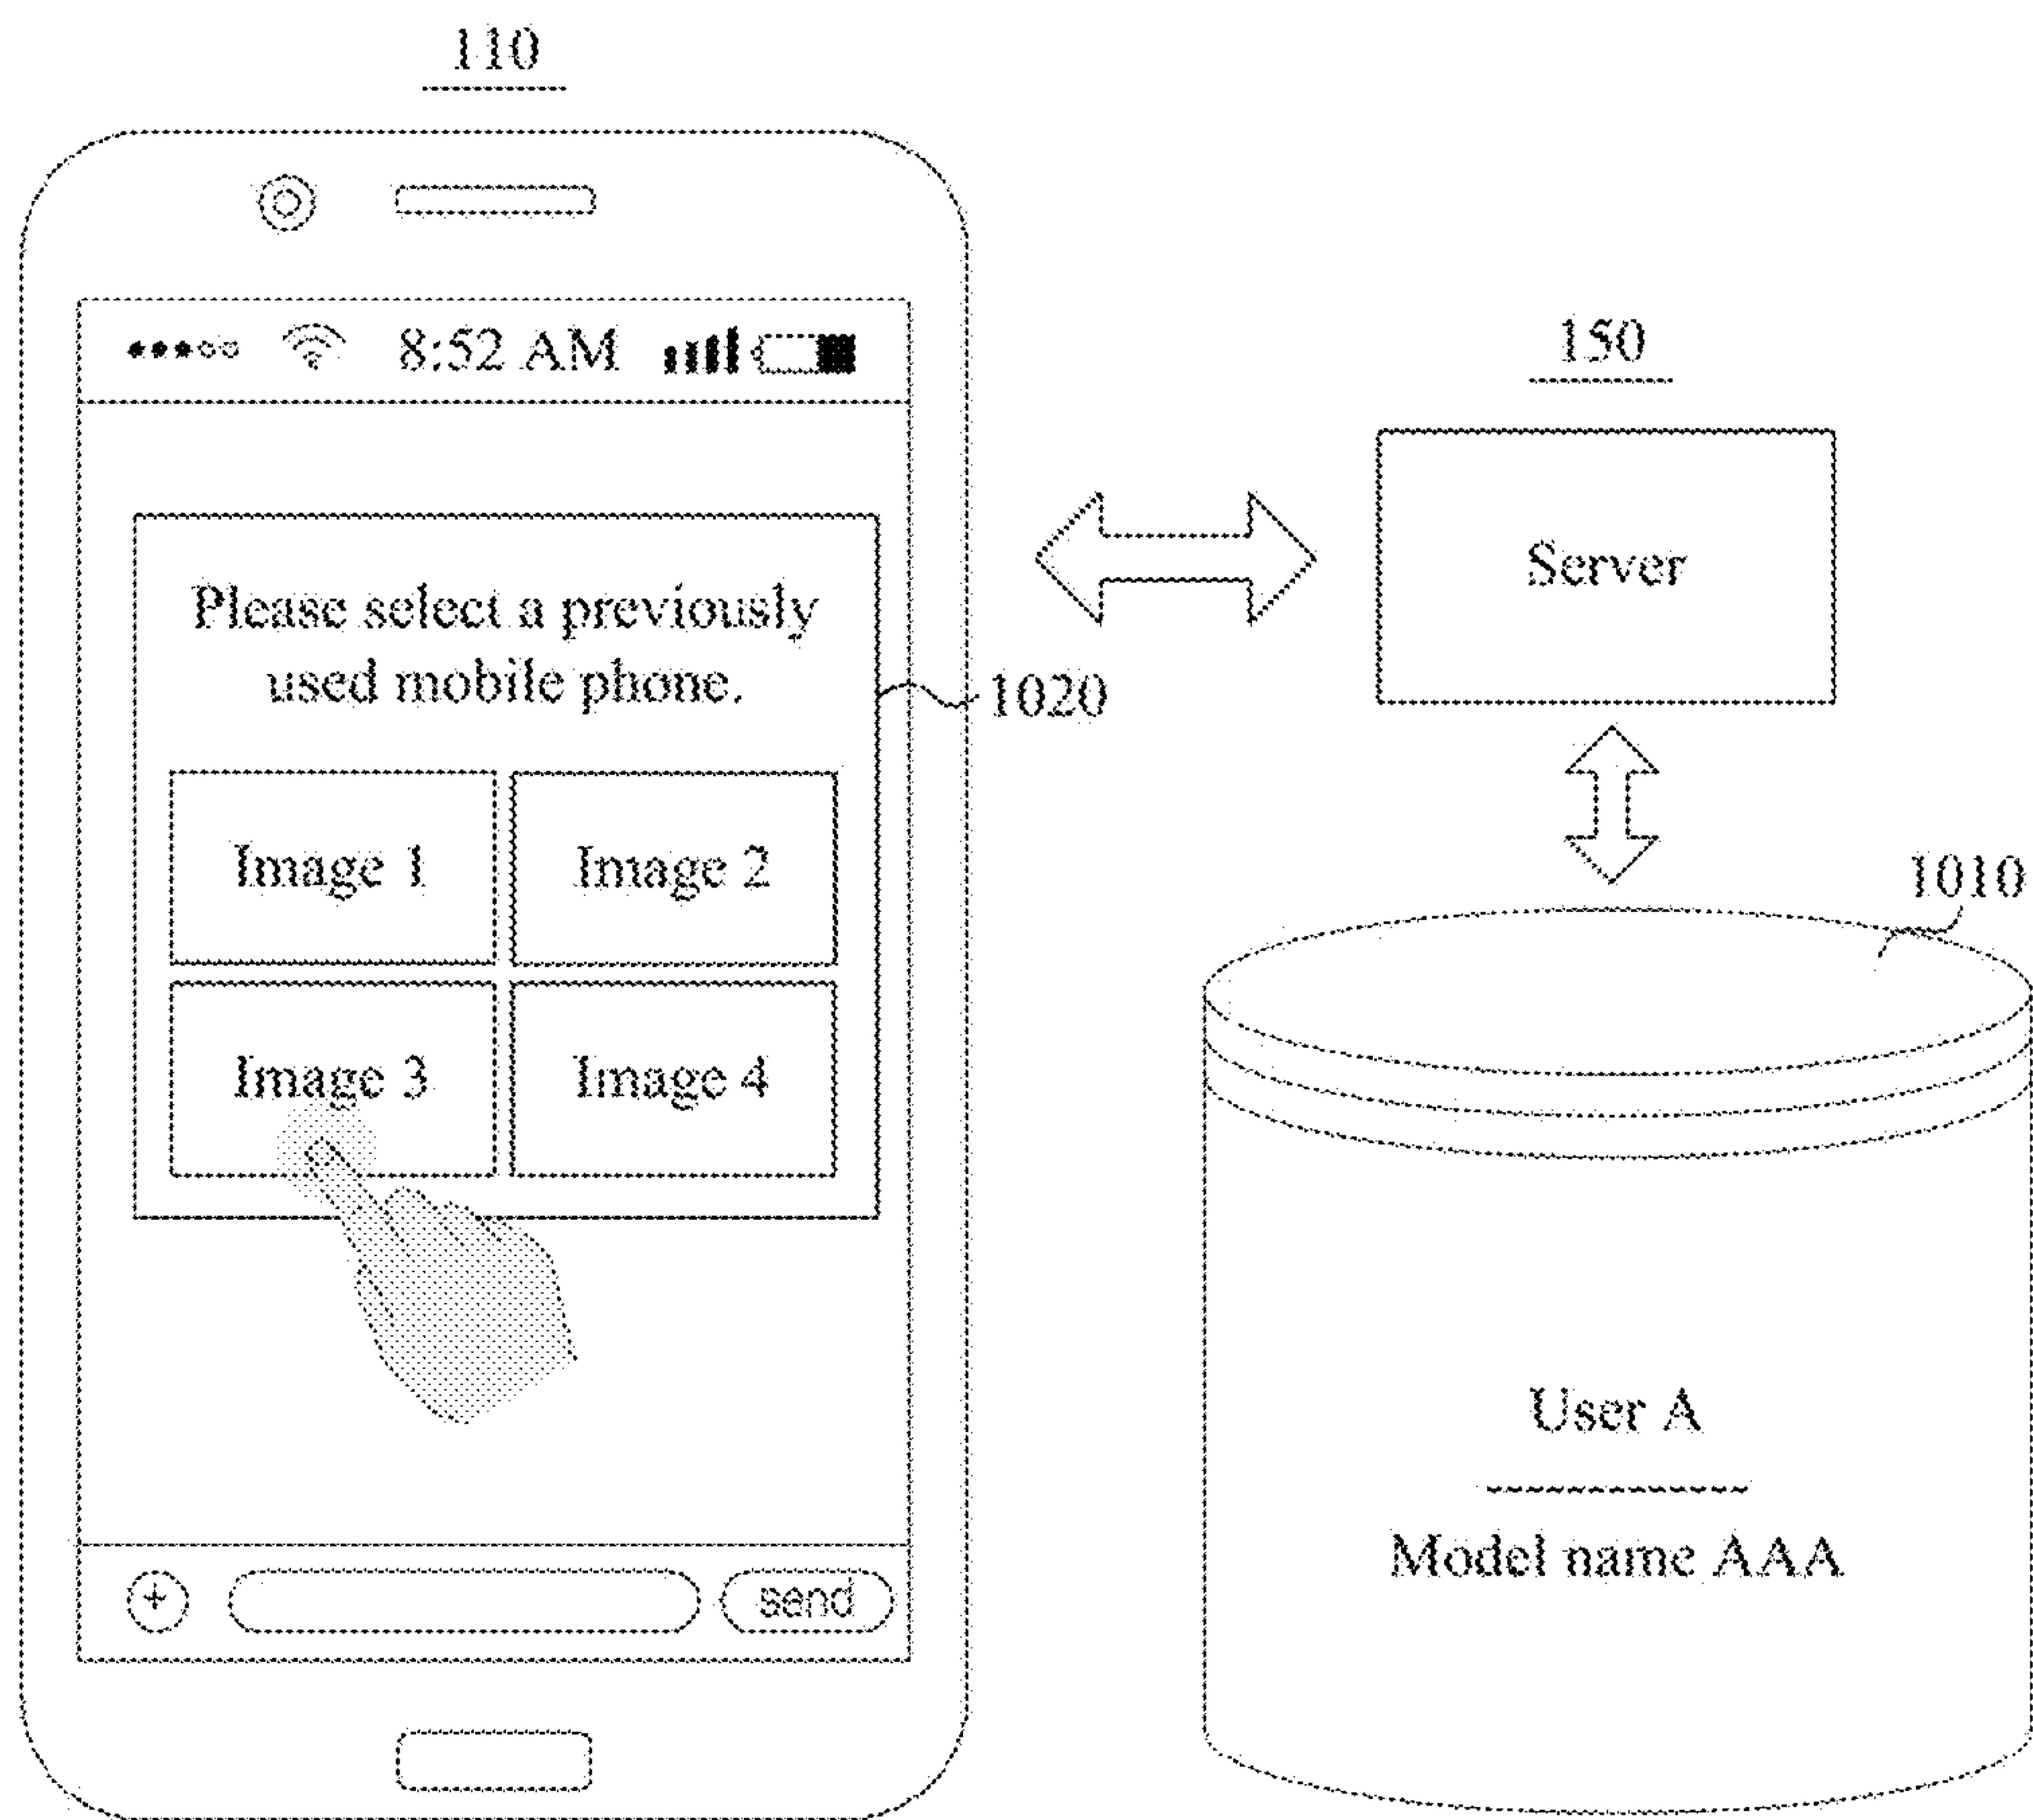 110
8:52 AM
150
Server
Please select a previously
used mobile phone.
1020
Image 1
Image 2
1010
Image 3
Image 4
User A
Model name AAA
+
send